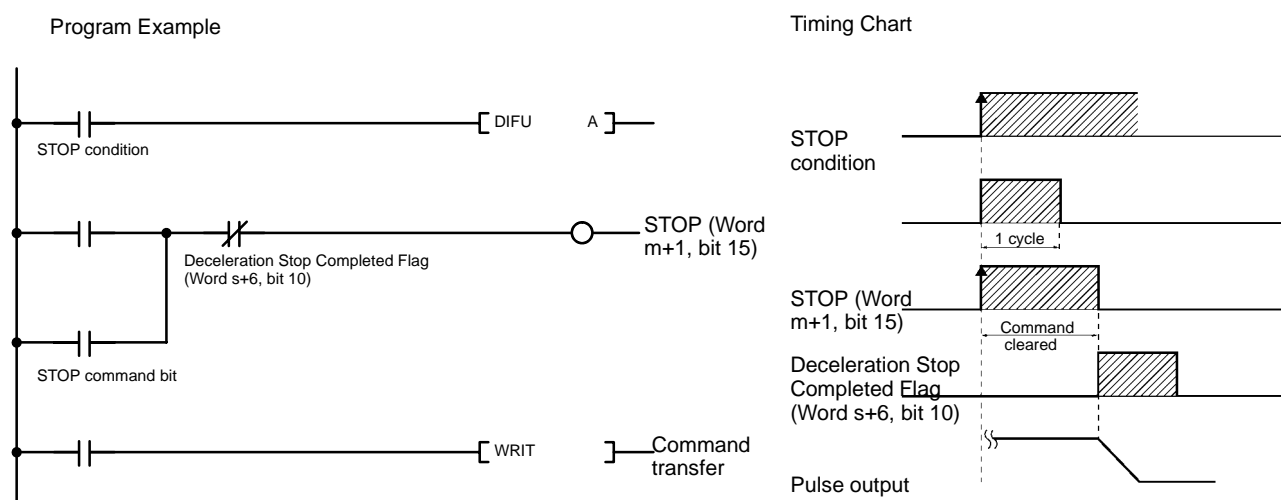 Program Example
DIFU A
STOP condition
STOP (Word
m+1, bit 15)
Deceleration Stop Completed Flag
(Word s+6, bit 10)
STOP command bit
WRIT
Command
transfer
Timing Chart
STOP
condition
1 cycle
STOP (Word
m+1, bit 15)
Command
cleared
Deceleration Stop
Completed Flag
(Word s+6, bit 10)
Pulse output